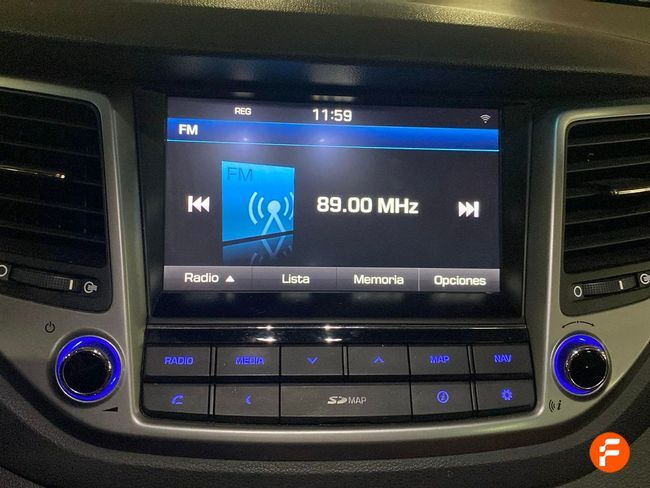 REG 11:59
FM
FM
89.00 MHz
Radio ▲ Lista Memoria Opciones
RADIO MEDIA MAP NAV
SD MAP